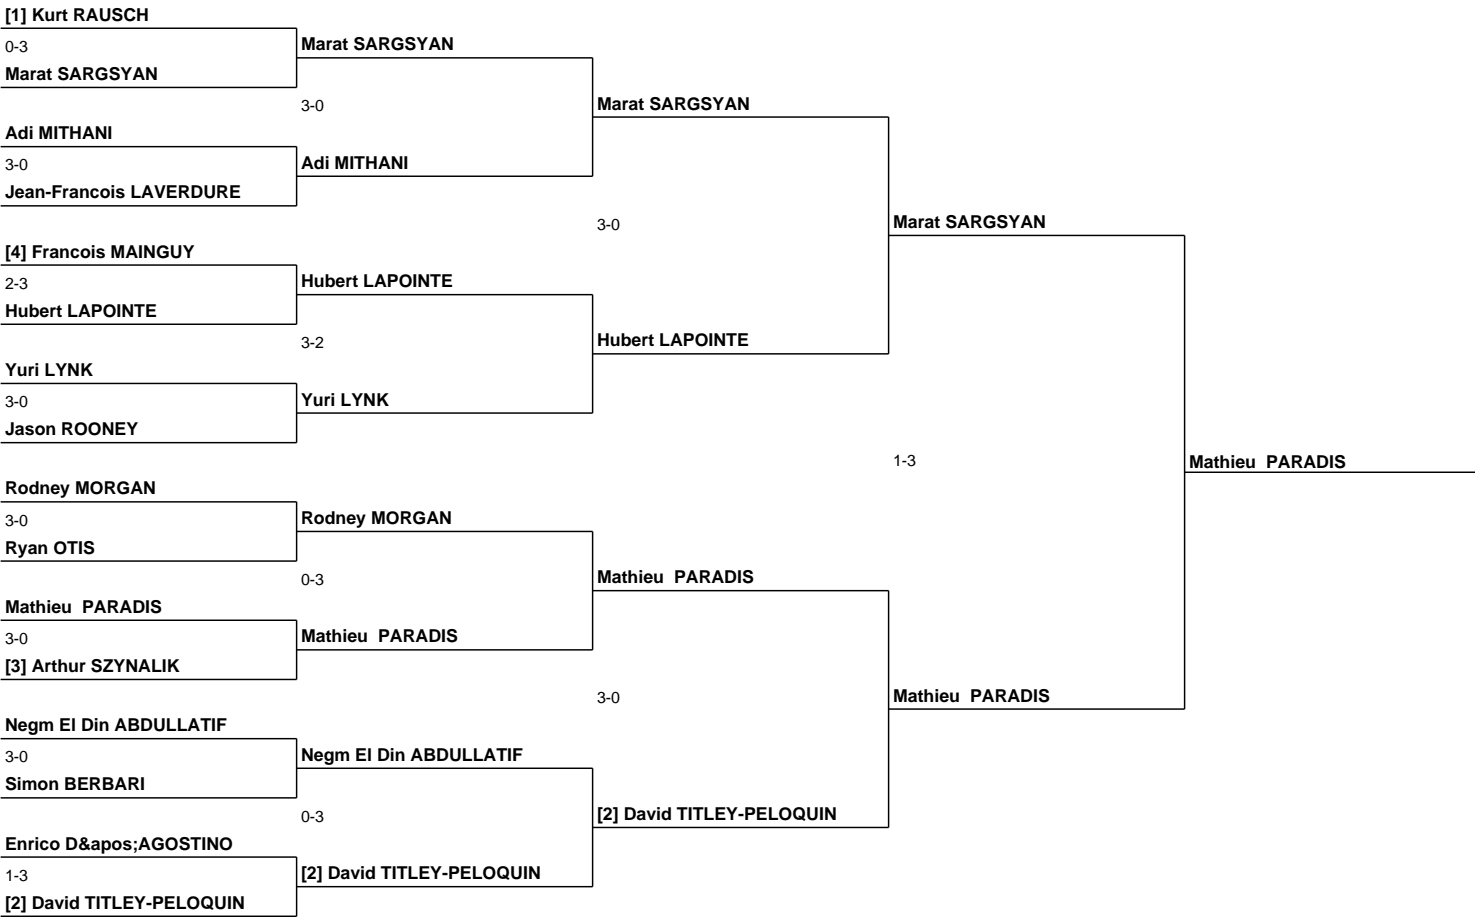 [1] Kurt RAUSCH
0-3
Marat SARGSYAN
Marat SARGSYAN
3-0
Marat SARGSYAN
Adi MITHANI
3-0
Adi MITHANI
Jean-Francois LAVERDURE
3-0
Marat SARGSYAN
[4] Francois MAINGUY
2-3
Hubert LAPOINTE
Hubert LAPOINTE
3-2
Hubert LAPOINTE
Yuri LYNK
3-0
Yuri LYNK
Jason ROONEY
1-3
Mathieu  PARADIS
Rodney MORGAN
3-0
Rodney MORGAN
Ryan OTIS
0-3
Mathieu  PARADIS
Mathieu  PARADIS
3-0
Mathieu  PARADIS
[3] Arthur SZYNALIK
3-0
Mathieu  PARADIS
Negm El Din ABDULLATIF
3-0
Negm El Din ABDULLATIF
Simon BERBARI
0-3
[2] David TITLEY-PELOQUIN
Enrico D&apos;AGOSTINO
1-3
[2] David TITLEY-PELOQUIN
[2] David TITLEY-PELOQUIN